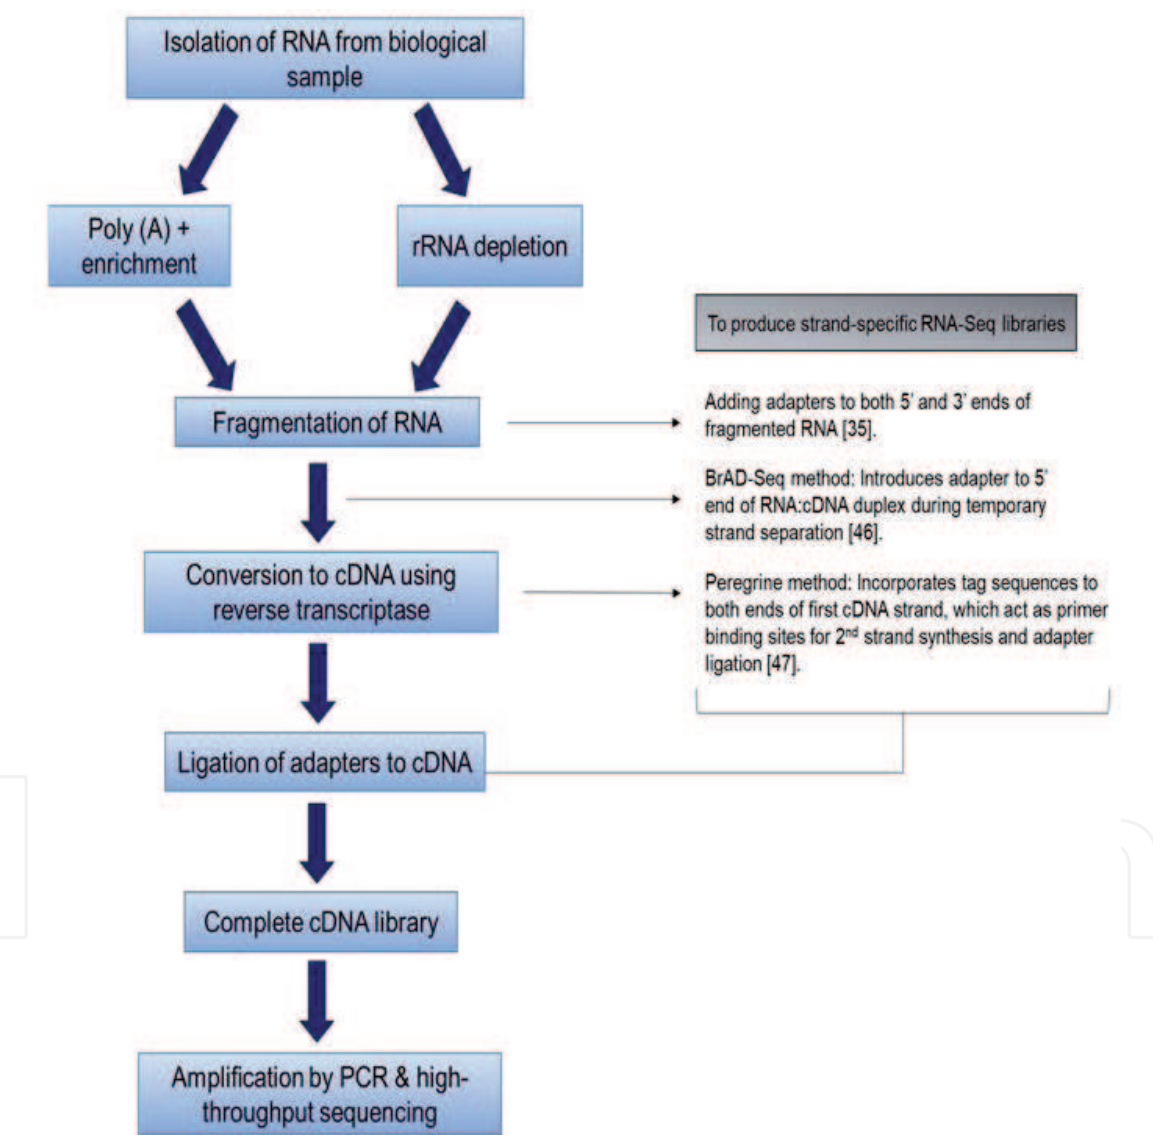 Isolation of RNA from biological
sample
Poly (A) +
enrichment
rRNA depletion
To produce strand-specific RNA-Seq libraries
Fragmentation of RNA
Adding adapters to both 5' and 3' ends of
fragmented RNA [35].
BrAD-Seq method: Introduces adapter to 5'
end of RNA:cDNA duplex during temporary
strand separation [46].
Conversion to cDNA using
reverse transcriptase
Peregrine method: Incorporates tag sequences to
both ends of first cDNA strand, which act as primer
binding sites for 2nd strand synthesis and adapter
ligation [47].
Ligation of adapters to cDNA
Complete cDNA library
Amplification by PCR & high-
throughput sequencing